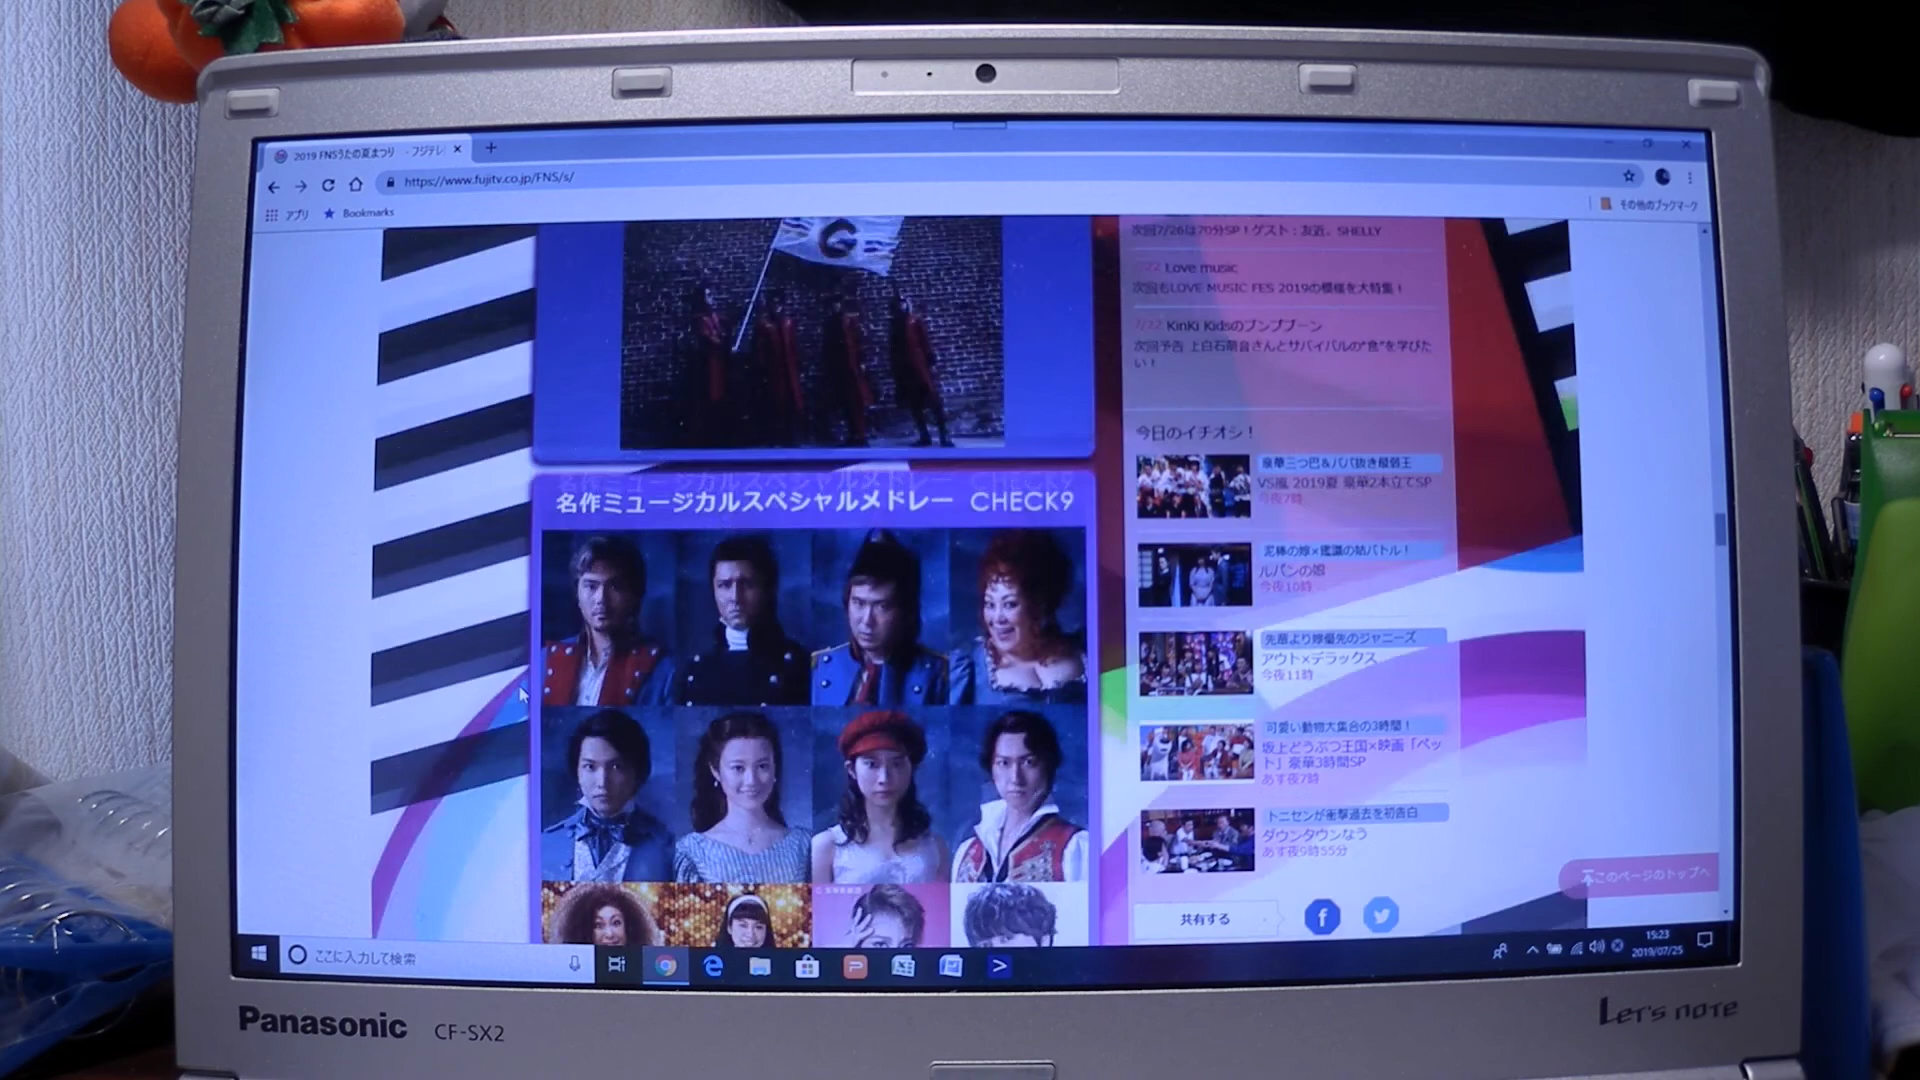 2019 FNSうたの夏まつり - フジテレ
https://www.fujitv.co.jp/FNS/s/
アプリ
Bookmarks
その他のブックマーク
G
名作ミュージカルスペシャルメドレー CHECK9
次回7/26は70分SP！ゲスト：友近、SHELLY
Love music
次回もLOVE MUSIC FES 2019の模様を大特集！
7/22 KinKi Kidsのブンブブーン
次回予告 上白石萌音さんとサバイバルの"食"を学びた
い！
今日のイチオシ！
豪華三つ巴&ババ抜き最弱王
VS嵐 2019夏 豪華2本立てSP
今夜7時
泥棒の嫁×鑑識の姑バトル！
ルパンの娘
今夜10時
先輩より嫁優先のジャニーズ
アウト×デラックス
今夜11時
可愛い動物大集合の3時間！
坂上どうぶつ王国×映画「ペッ
ト」豪華3時間SP
あす夜7時
トニセンが衝撃過去を初告白
ダウンタウンなう
あす夜9時55分
共有する
このページのトップへ
ここに入力して検索
15:23
2019/07/25
Panasonic CF-SX2
Let's note